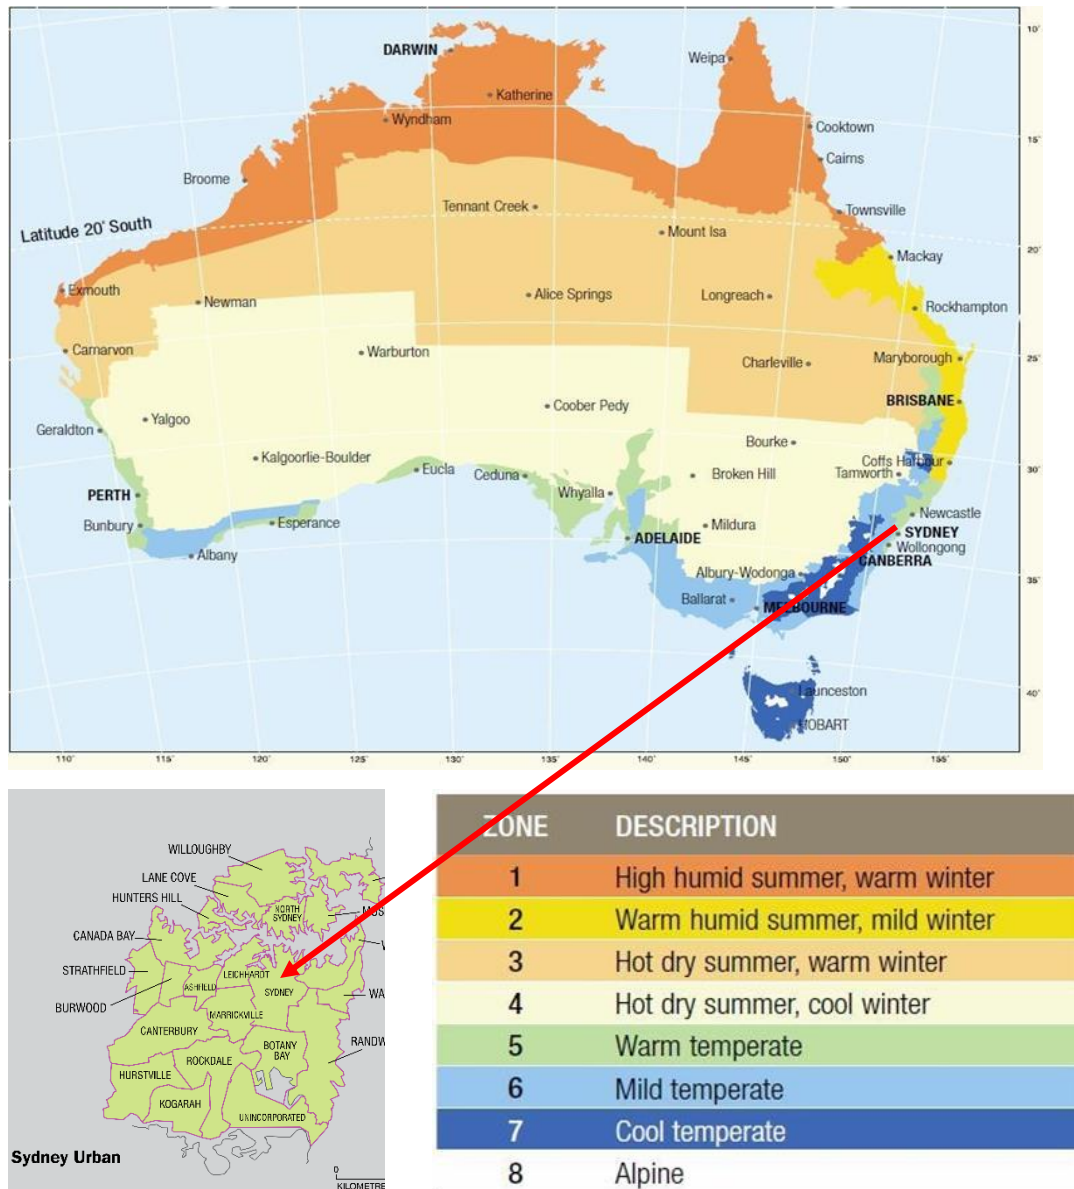 10°
DARWIN
Weipa
Katherine
Wyndham
Cooktown
15°
Cairns
Broome
Tennant Creek
Townsville
Latitude 20° South
Mount Isa
20°
Mackay
Exmouth
Newman
Alice Springs
Longreach
Rockhampton
Carnarvon
Warburton
Charleville
Maryborough
25°
BRISBANE
Coober Pedy
Yalgoo
Geraldton
Bourke
Kalgoorlie-Boulder
Coffs Harbour
Eucla
Ceduna
Broken Hill
Tamworth
30°
PERTH
Whyalla
Newcastle
Bunbury
Esperance
Mildura
SYDNEY
ADELAIDE
Wollongong
Albany
CANBERRA
Albury-Wodonga
35°
Ballarat
MELBOURNE
Launceston
40°
HOBART
110°
115°
120°
125°
130°
135°
140°
145°
150°
155°
WILLOUGHBY
LANE COVE
HUNTERS HILL
NORTH
SYDNEY
MOS
CANADA BAY
W
STRATHFIELD
LEICHHARDT
ASHFIELD
SYDNEY
WA
BURWOOD
MARRICKVILLE
CANTERBURY
BOTANY
BAY
RANDW
ROCKDALE
HURSTVILLE
KOGARAH
UNINCORPORATED
Sydney Urban
0
KILOMETRE
ZONE DESCRIPTION
1 High humid summer, warm winter
2 Warm humid summer, mild winter
3 Hot dry summer, warm winter
4 Hot dry summer, cool winter
5 Warm temperate
6 Mild temperate
7 Cool temperate
8 Alpine